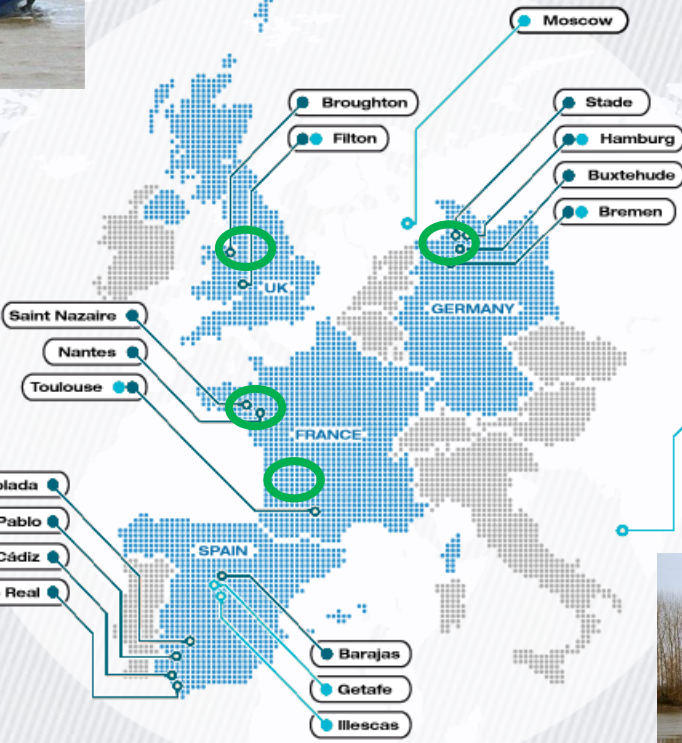 Moscow
Broughton
Stade
Filton
Hamburg
Buxtehude
Bremen
UK
GERMANY
Saint Nazaire
Nantes
Toulouse
FRANCE
Pablo
Cádiz
Real
SPAIN
Barajas
Getafe
Illescas